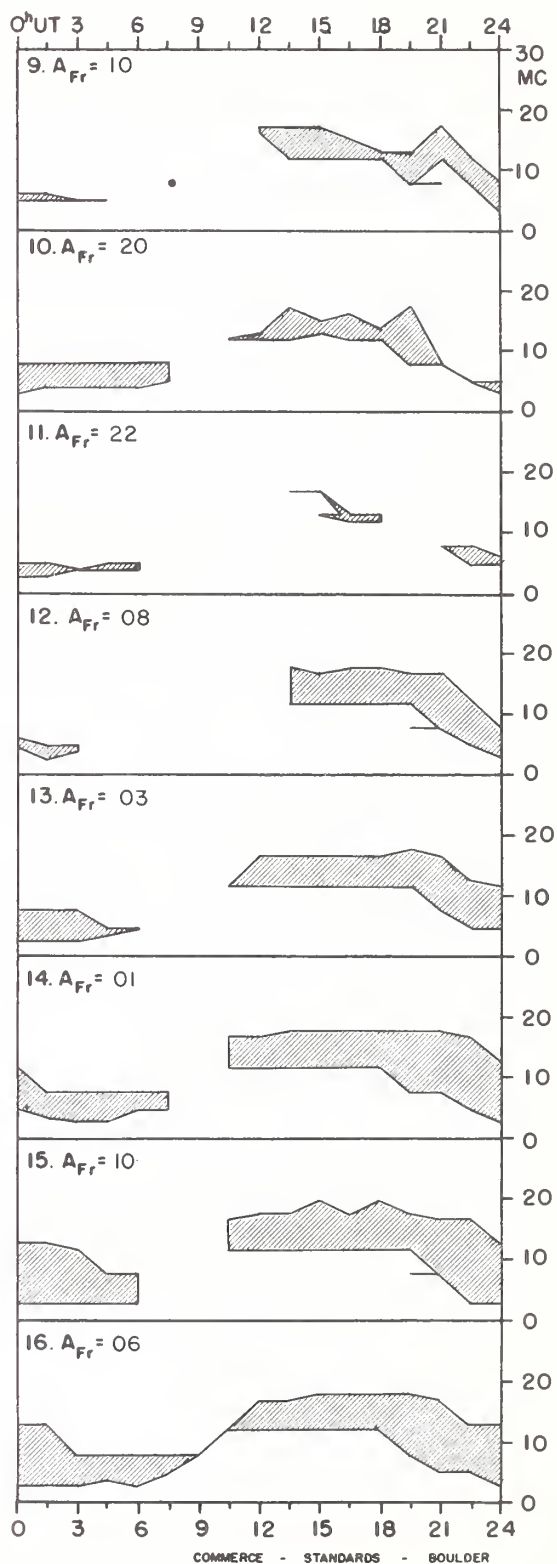 0ʰUT 3 6 9 12 15 18 21 24
30
MC
9. A_Fr = 10
20
10
0
10. A_Fr = 20
20
10
0
11. A_Fr = 22
20
10
0
12. A_Fr = 08
20
10
0
13. A_Fr = 03
20
10
0
14. A_Fr = 01
20
10
0
15. A_Fr = 10
20
10
0
16. A_Fr = 06
20
10
0
0 3 6 9 12 15 18 21 24
COMMERCE - STANDARDS - BOULDER